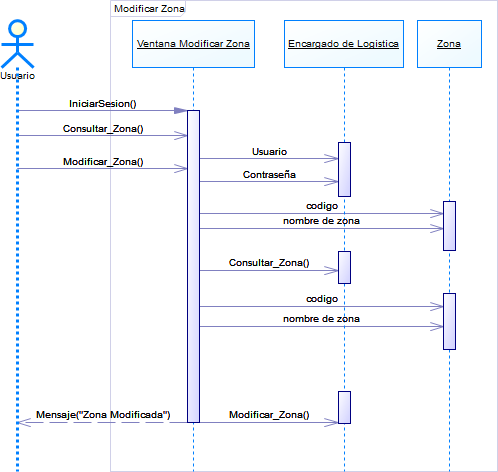 Modificar Zona
Ventana Modificar Zona
Encargado de Logistica
Zona
Usuario
IniciarSesion()
Consultar_Zona()
Usuario
Modificar_Zona()
Contraseña
codigo
nombre de zona
Consultar_Zona()
codigo
nombre de zona
Mensaje("Zona Modificada")
Modificar_Zona()